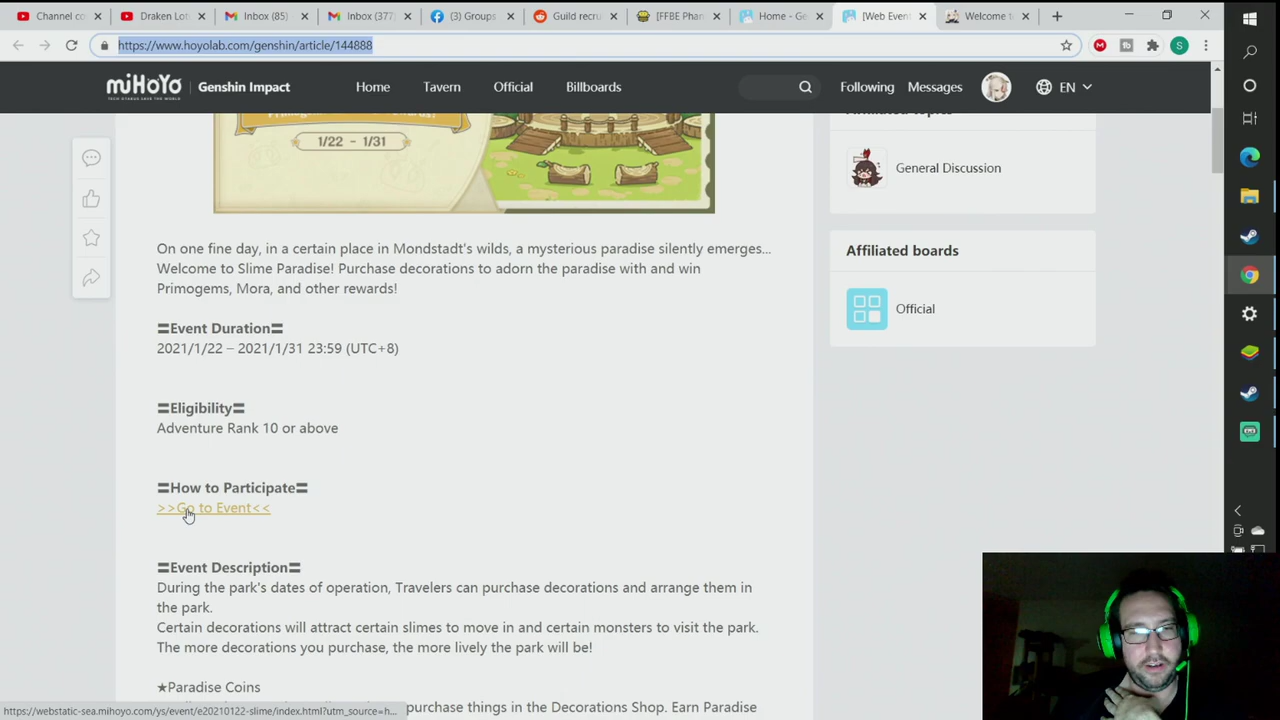 Channel co
Draken Lot
Inbox (85)
Inbox (377)
(3) Groups
Guild recru
[FFBE Phan
Home - Ge
[Web Even
Welcome to
https://www.hoyolab.com/genshin/article/144888
miHoYo
TECH OTAKUS SAVE THE WORLD
Genshin Impact
Home
Tavern
Official
Billboards
Following
Messages
EN
1/22 - 1/31
General Discussion
Affiliated boards
Official
On one fine day, in a certain place in Mondstadt's wilds, a mysterious paradise silently emerges...
Welcome to Slime Paradise! Purchase decorations to adorn the paradise with and win
Primogems, Mora, and other rewards!
〓Event Duration〓
2021/1/22 – 2021/1/31 23:59 (UTC+8)
〓Eligibility〓
Adventure Rank 10 or above
〓How to Participate〓
>>Go to Event<<
〓Event Description〓
During the park's dates of operation, Travelers can purchase decorations and arrange them in
the park.
Certain decorations will attract certain slimes to move in and certain monsters to visit the park.
The more decorations you purchase, the more lively the park will be!
★Paradise Coins
purchase things in the Decorations Shop. Earn Paradise
https://webstatic-sea.mihoyo.com/ys/event/e20210122-slime/index.html?utm_source=h...